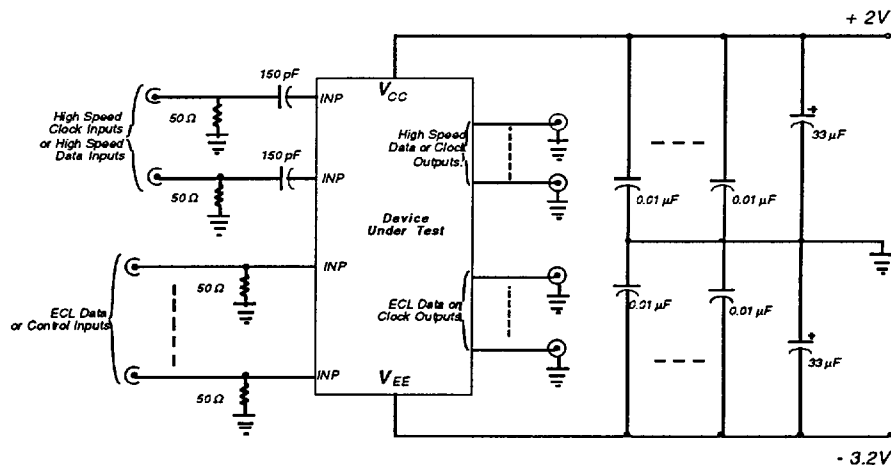 + 2V
150 pF
INP
V_CC
50 Ω
High Speed
Clock Inputs
or High Speed
Data Inputs
150 pF
INP
50 Ω
High Speed
Data or Clock
Outputs.
+
33 µF
0.01 µF
0.01 µF
Device
Under Test
INP
50 Ω
ECL Data
or Control Inputs
INP
50 Ω
ECL Data on
Clock Outputs
0.01 µF
0.01 µF
+
33 µF
V_EE
- 3.2V